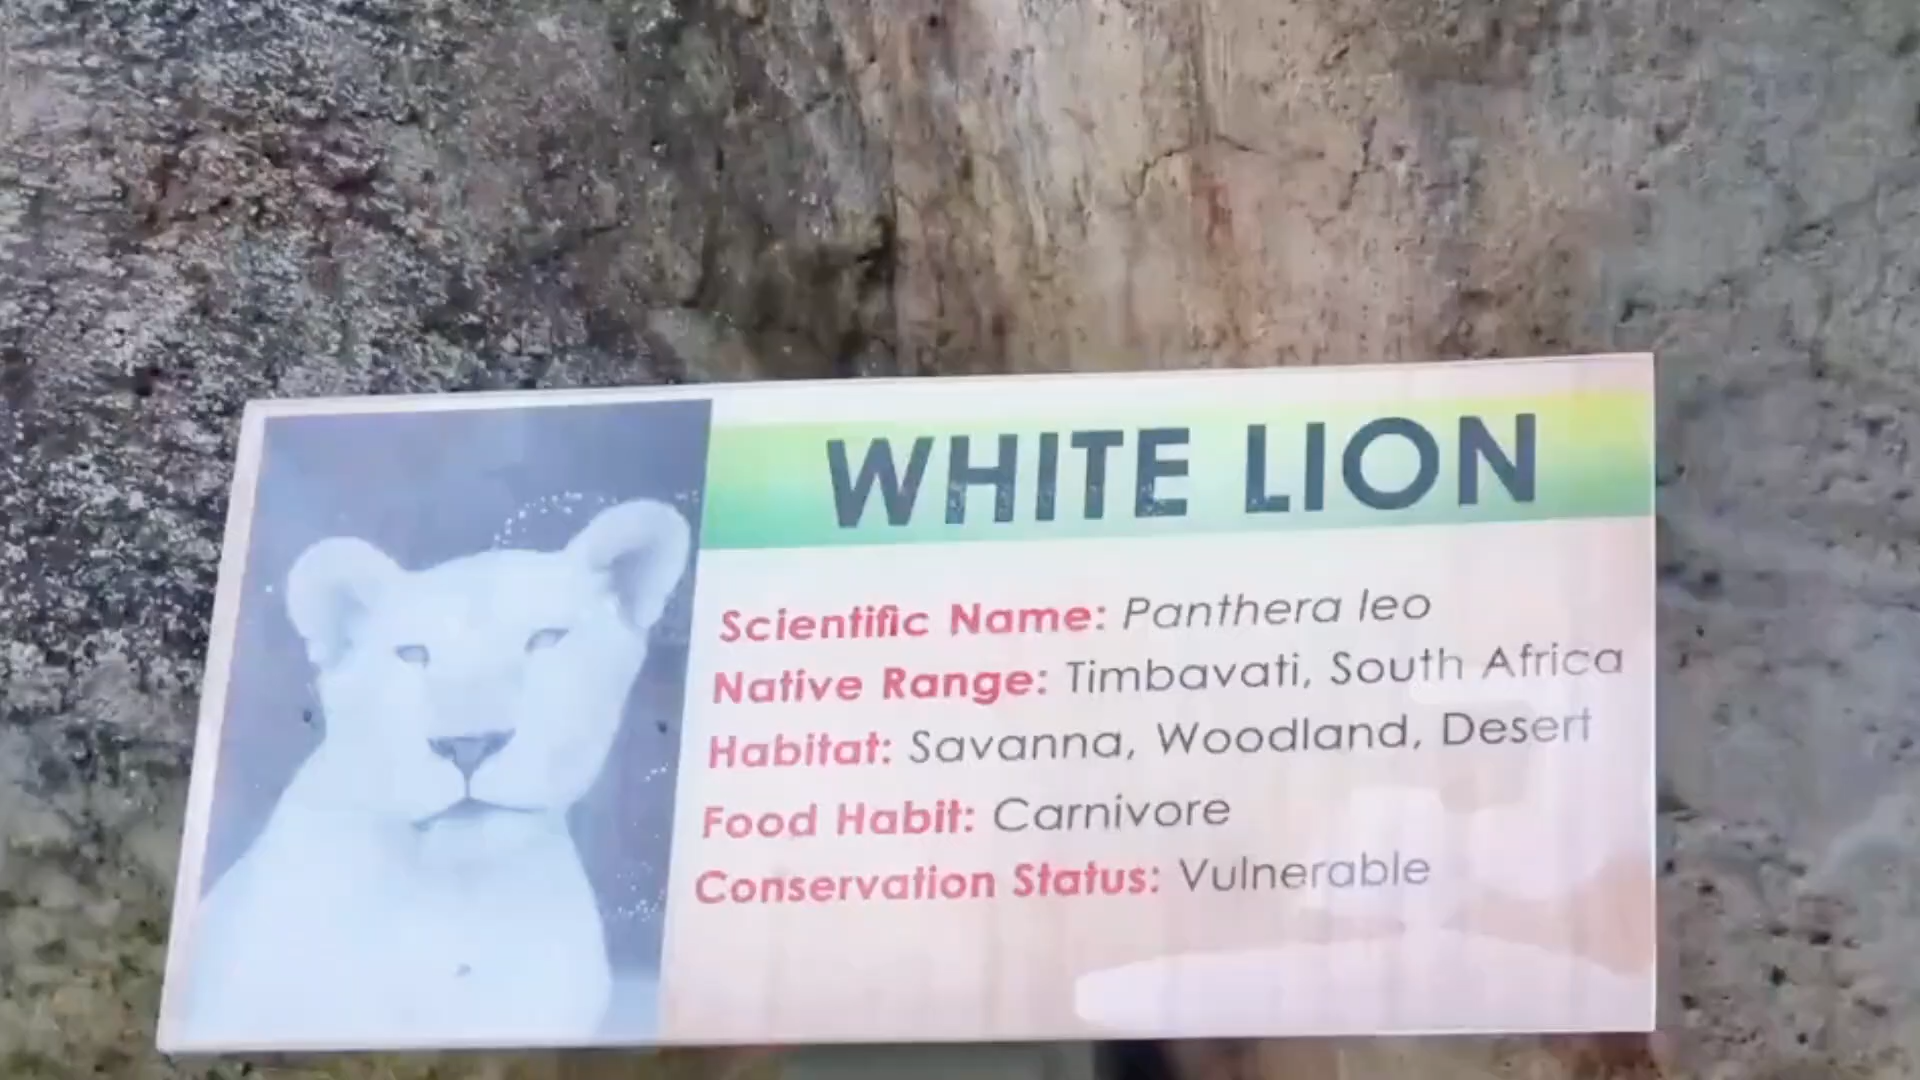 WHITE LION
Scientific Name: Panthera leo
Native Range: Timbavati, South Africa
Habitat: Savanna, Woodland, Desert
Food Habit: Carnivore
Conservation Status: Vulnerable